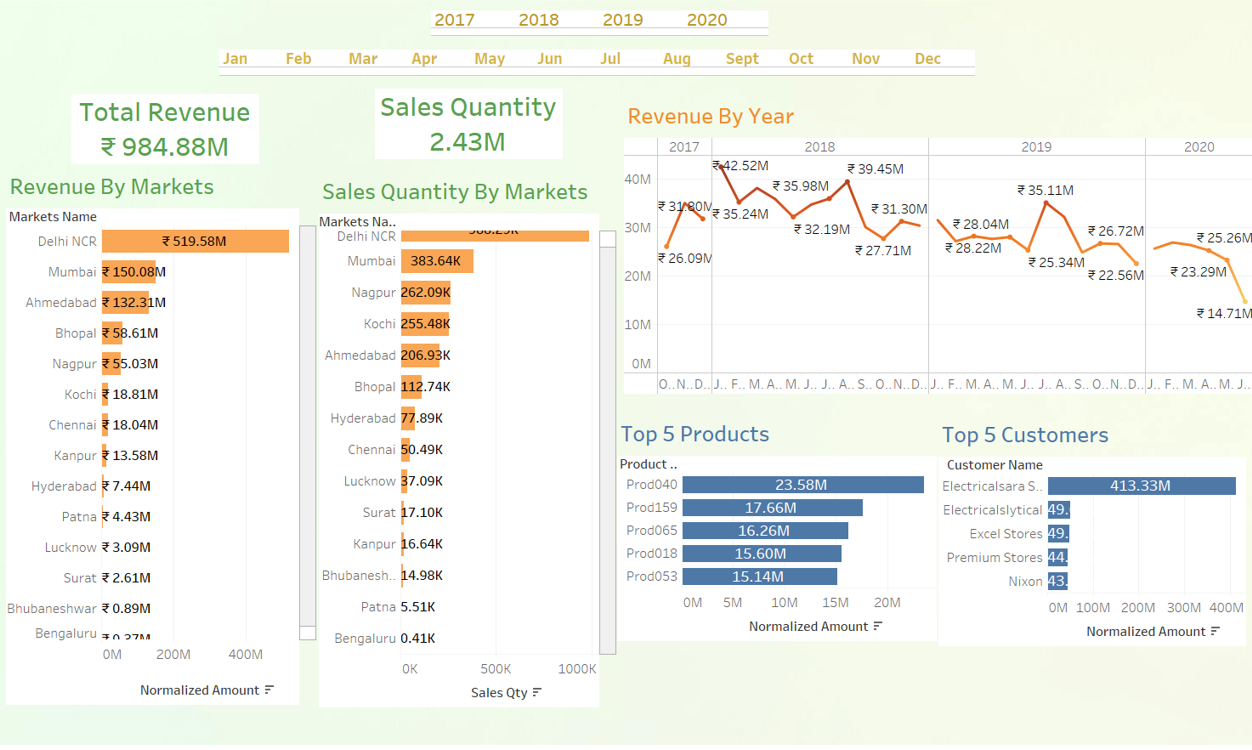 2017 2018 2019 2020
Jan Feb Mar Apr May Jun Jul Aug Sept Oct Nov Dec
Total Revenue
₹ 984.88M
Sales Quantity
2.43M
Revenue By Markets
Markets Name
Delhi NCR ₹ 519.58M
Mumbai ₹ 150.08M
Ahmedabad ₹ 132.31M
Bhopal ₹ 58.61M
Nagpur ₹ 55.03M
Kochi ₹ 18.81M
Chennai ₹ 18.04M
Kanpur ₹ 13.58M
Hyderabad ₹ 7.44M
Patna ₹ 4.43M
Lucknow ₹ 3.09M
Surat ₹ 2.61M
Bhubaneshwar ₹ 0.89M
Bengaluru
0M 200M 400M
Normalized Amount
Sales Quantity By Markets
Markets Na..
Delhi NCR
Mumbai 383.64K
Nagpur 262.09K
Kochi 255.48K
Ahmedabad 206.93K
Bhopal 112.74K
Hyderabad 77.89K
Chennai 50.49K
Lucknow 37.09K
Surat 17.10K
Kanpur 16.64K
Bhubanesh.. 14.98K
Patna 5.51K
Bengaluru 0.41K
0K 500K 1000K
Sales Qty
Revenue By Year
2017 2018 2019 2020
40M
30M
20M
10M
0M
₹ 31.80M
₹ 26.09M
₹ 42.52M
₹ 35.24M
₹ 35.98M
₹ 32.19M
₹ 39.45M
₹ 27.71M
₹ 31.30M
₹ 28.04M
₹ 28.22M
₹ 25.34M
₹ 35.11M
₹ 26.72M
₹ 22.56M
₹ 25.26M
₹ 23.29M
₹ 14.71M
O.. N.. D.. J.. F.. M. A.. M.. J.. J.. A.. S.. O.. N.. D.. J.. F.. M. A.. M.. J.. J.. A.. S.. O.. N.. D.. J.. F.. M. A.. M. J..
Top 5 Products
Product ..
Prod040 23.58M
Prod159 17.66M
Prod065 16.26M
Prod018 15.60M
Prod053 15.14M
0M 5M 10M 15M 20M
Normalized Amount
Top 5 Customers
Customer Name
Electricalsara S.. 413.33M
Electricalslytical 49.
Excel Stores 49.
Premium Stores 44.
Nixon 43.
0M 100M 200M 300M 400M
Normalized Amount